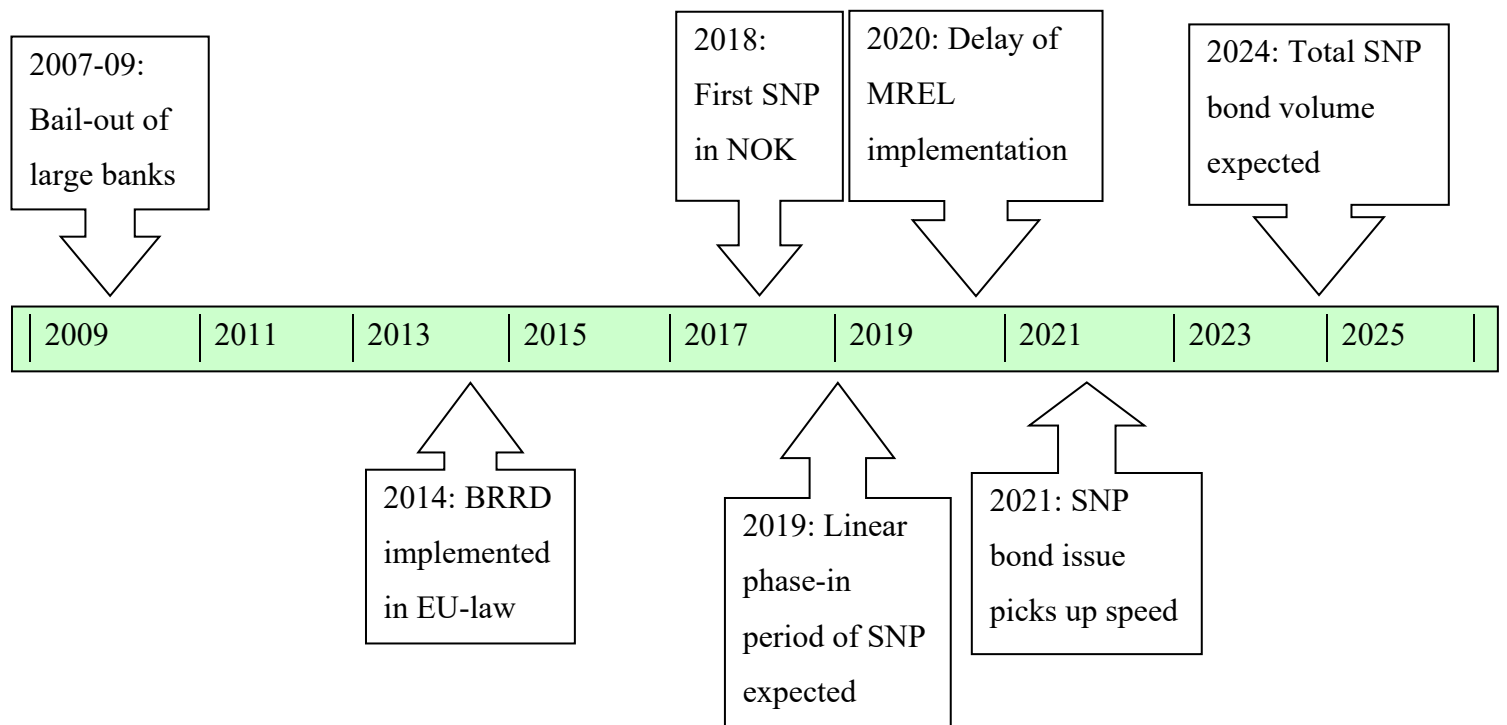 2007-09:
Bail-out of
large banks
2018:
First SNP
in NOK
2020: Delay of
MREL
implementation
2024: Total SNP
bond volume
expected
2009 2011 2013 2015 2017 2019 2021 2023 2025
2014: BRRD
implemented
in EU-law
2019: Linear
phase-in
period of SNP
expected
2021: SNP
bond issue
picks up speed